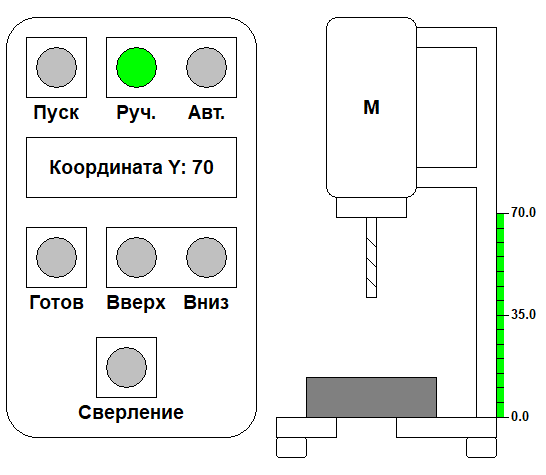 Пуск Руч. Авт.
Координата Y: 70
Готов Вверх Вниз
Сверление
М
70.0
35.0
0.0